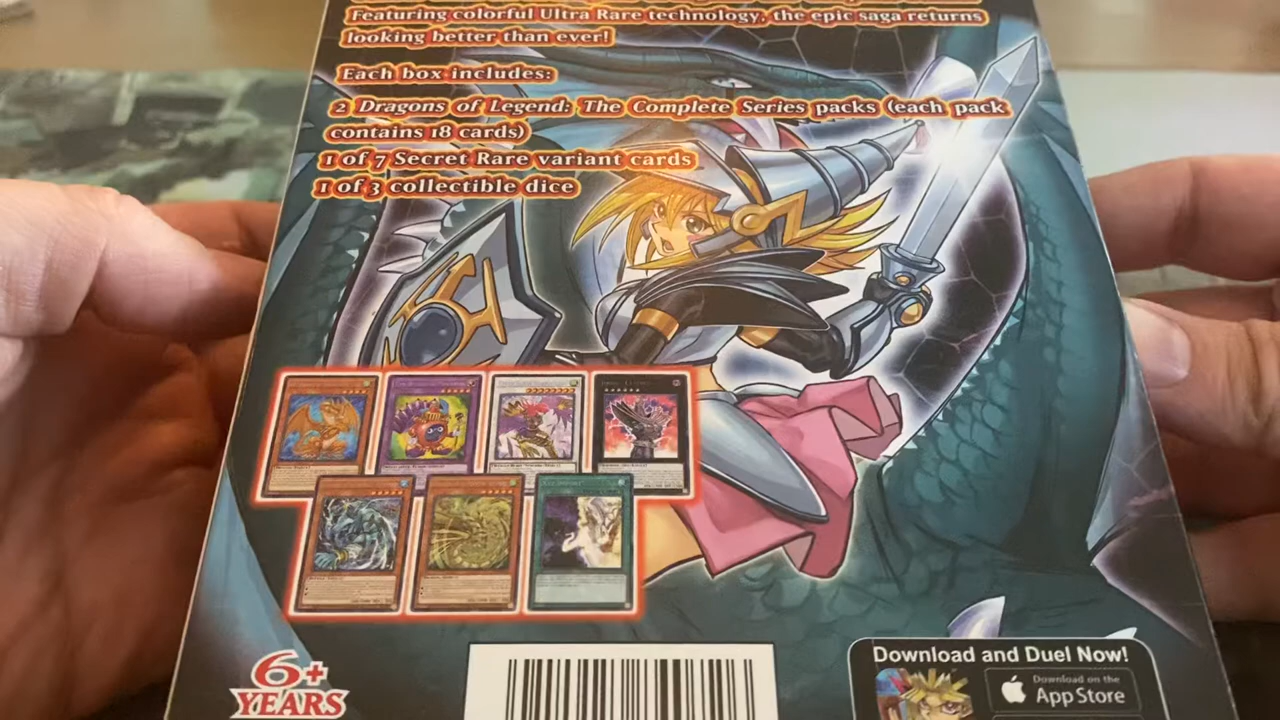 Featuring colorful Ultra Rare technology, the epic saga returns
looking better than ever!
Each box includes:
2 Dragons of Legend: The Complete Series packs (each pack
contains 18 cards)
1 of 7 Secret Rare variant cards
1 of 3 collectible dice
6+
YEARS
Download and Duel Now!
Download on the
App Store